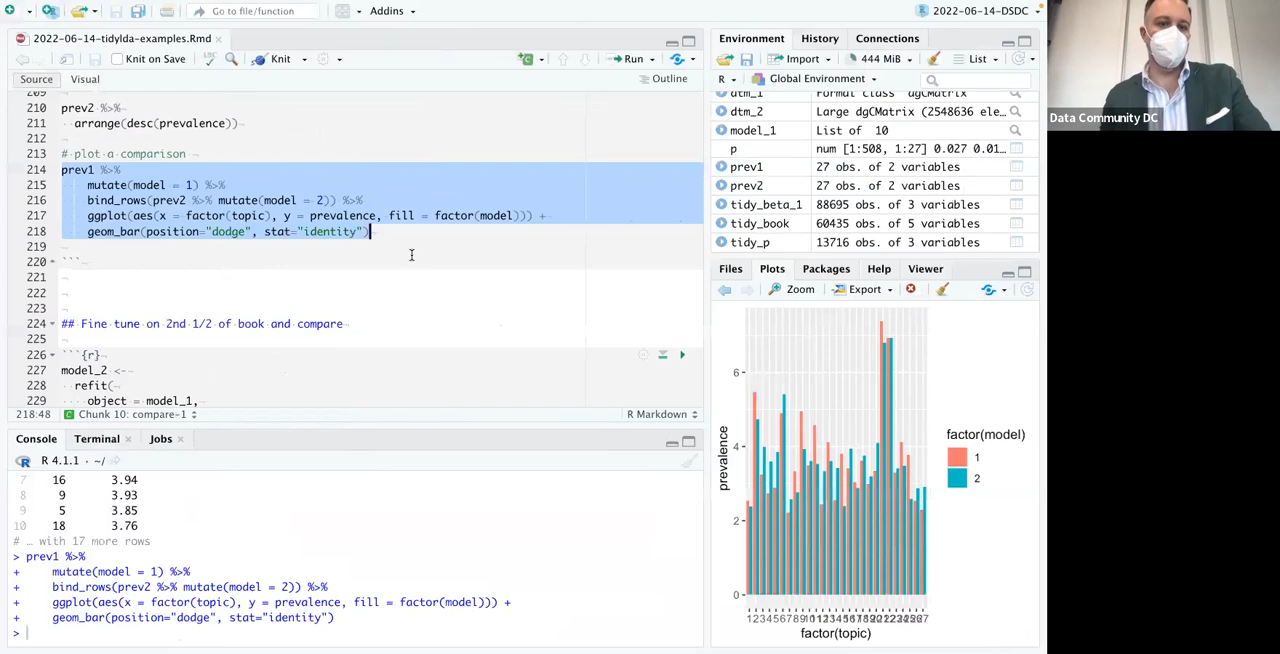 Go to file/function
Addins
2022-06-14-DSDC
2022-06-14-tidylda-examples.Rmd
Knit on Save
Knit
Run
Source
Visual
Outline
209
210 prev2 %>%
211 arrange(desc(prevalence))
212
213 # plot a comparison
214 prev1 %>%
215 mutate(model = 1) %>%
216 bind_rows(prev2 %>% mutate(model = 2)) %>%
217 ggplot(aes(x = factor(topic), y = prevalence, fill = factor(model))) +
218 geom_bar(position="dodge", stat="identity")
219
220 ```
221
222
223
224 ## Fine tune on 2nd 1/2 of book and compare
225
226 ```{r}
227 model_2 <-
228 refit(
229 object = model_1,
218:48 Chunk 10: compare-1 R Markdown
Console Terminal Jobs
R 4.1.1 · ~/
7 16 3.94
8 9 3.93
9 5 3.85
10 18 3.76
# … with 17 more rows
> prev1 %>%
+ mutate(model = 1) %>%
+ bind_rows(prev2 %>% mutate(model = 2)) %>%
+ ggplot(aes(x = factor(topic), y = prevalence, fill = factor(model))) +
+ geom_bar(position="dodge", stat="identity")
>
Environment History Connections
Import 444 MiB List
R Global Environment
dtm_1 Formal class dgCMatrix
dtm_2 Large dgCMatrix (2548636 ele…
model_1 List of 10
p num [1:508, 1:27] 0.027 0.01…
prev1 27 obs. of 2 variables
prev2 27 obs. of 2 variables
tidy_beta_1 88695 obs. of 3 variables
tidy_book 60435 obs. of 5 variables
tidy_p 13716 obs. of 3 variables
Files Plots Packages Help Viewer
Zoom Export
6
4
2
0
prevalence
factor(topic)
factor(model)
1
2
Data Community DC